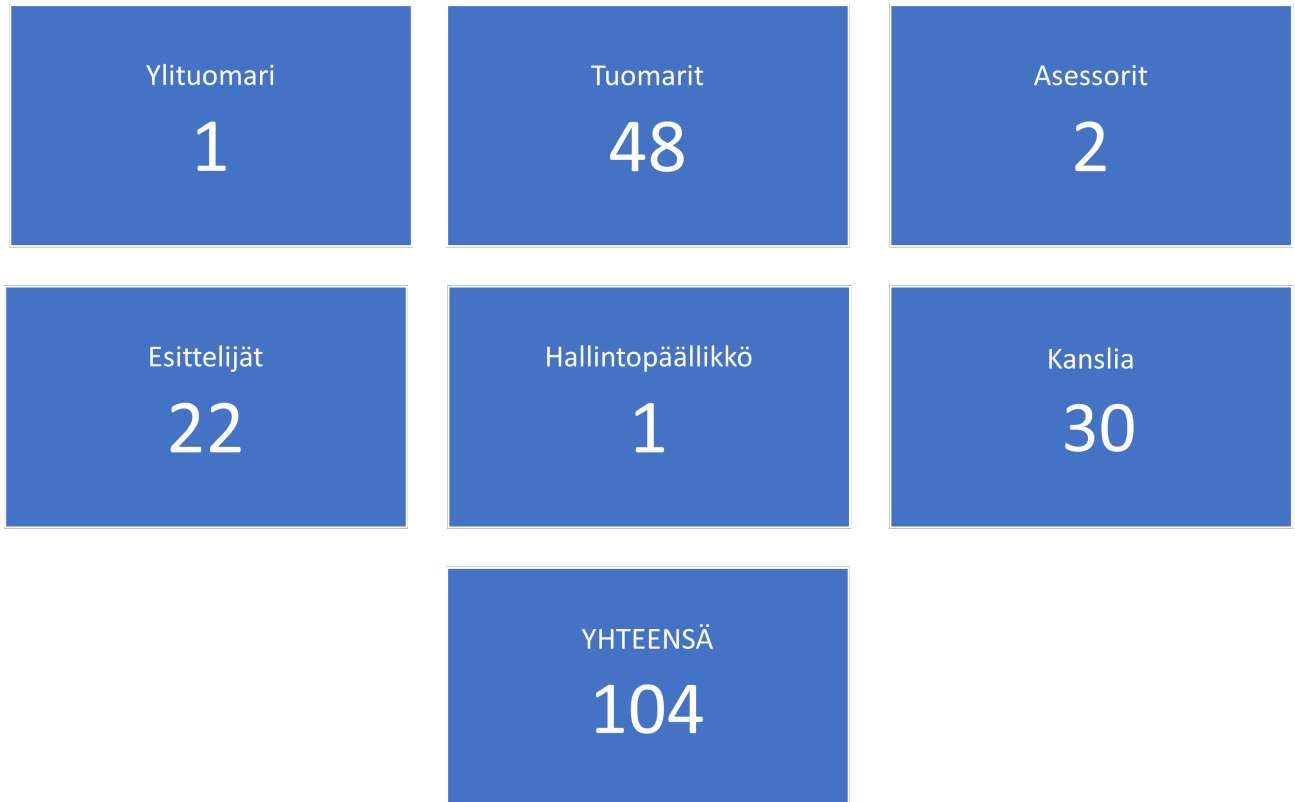 Ylituomari
1
Tuomarit
48
Asessorit
2
Esittelijät
22
Hallintopäällikkö
1
Kanslia
30
YHTEENSÄ
104